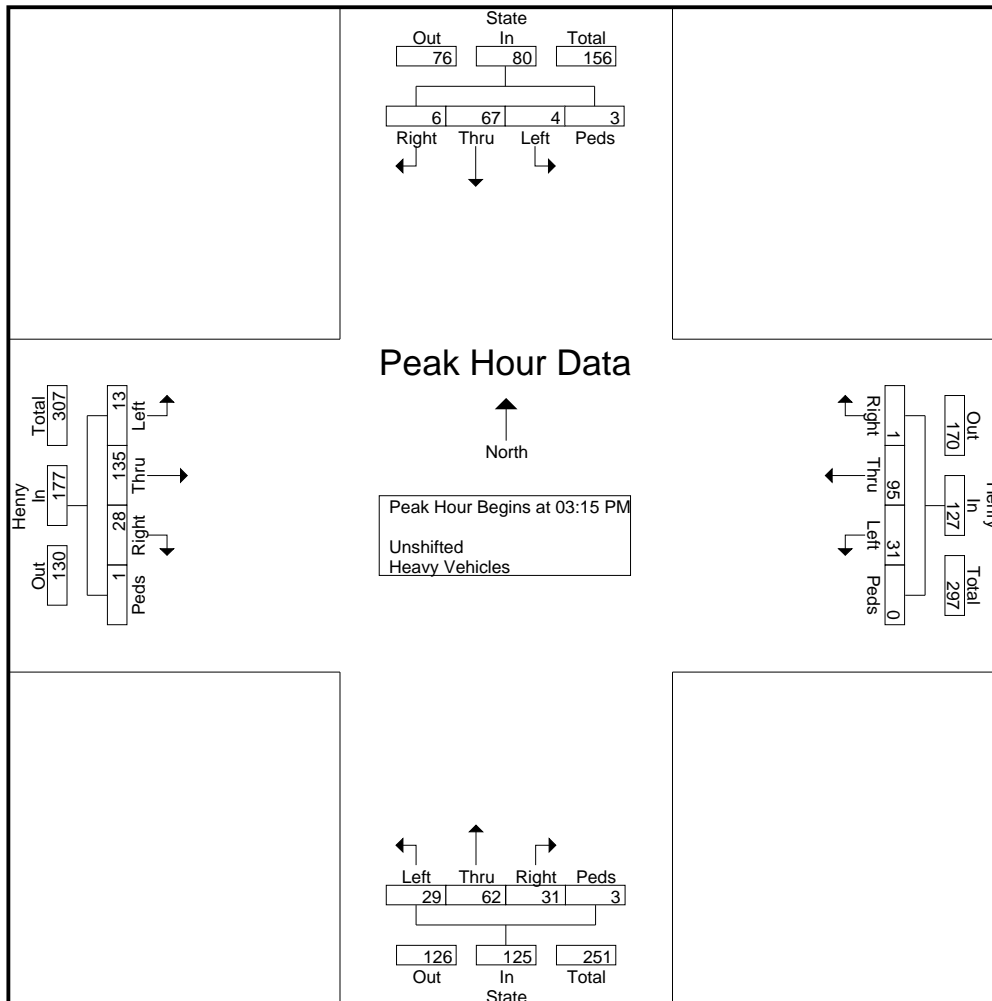 State
Out In Total
76 80 156
6 67 4 3
Right Thru Left Peds
Peak Hour Data
North
Peak Hour Begins at 03:15 PM
Unshifted
Heavy Vehicles
Henry
Total In Out
307 177 130
13 135 28 1
Left Thru Right Peds
Henry
Out In Total
170 127 297
1 95 31 0
Right Thru Left Peds
Left Thru Right Peds
29 62 31 3
126 125 251
Out In Total
State